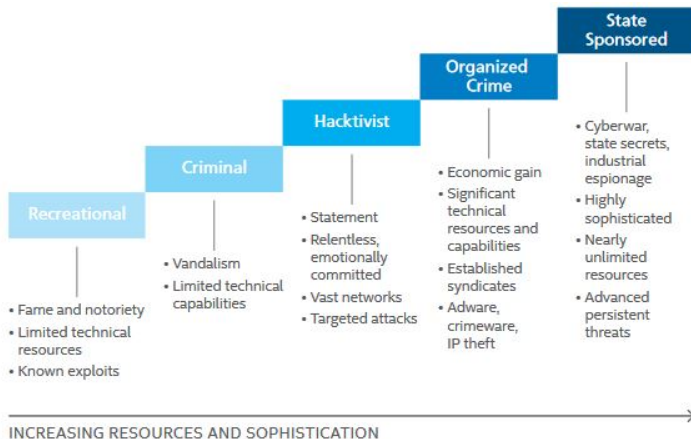 State
Sponsored
Organized
Crime
Hacktivist
Criminal
Recreational
• Fame and notoriety
• Limited technical
resources
• Known exploits
• Vandalism
• Limited technical
capabilities
• Statement
• Relentless,
emotionally
committed
• Vast networks
• Targeted attacks
• Economic gain
• Significant
technical
resources and
capabilities
• Established
syndicates
• Adware,
crimeware,
IP theft
• Cyberwar,
state secrets,
industrial
espionage
• Highly
sophisticated
• Nearly
unlimited
resources
• Advanced
persistent
threats
INCREASING RESOURCES AND SOPHISTICATION